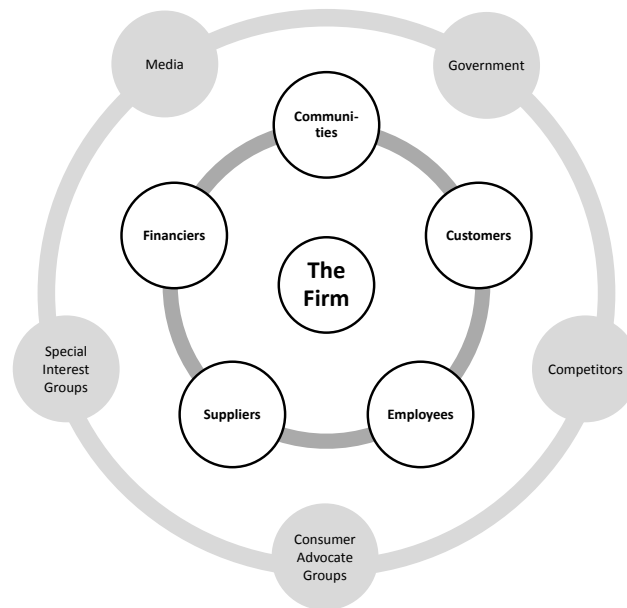 Media
Government
Communi-
ties
Financiers
Customers
The
Firm
Special
Interest
Groups
Competitors
Suppliers
Employees
Consumer
Advocate
Groups